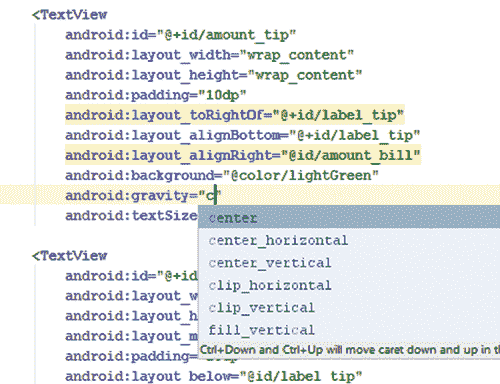 <TextView
android:id="@+id/amount_tip"
android:layout_width="wrap_content"
android:layout_height="wrap_content"
android:padding="10dp"
android:layout_toRightOf="@+id/label_tip"
android:layout_alignBottom="@+id/label_tip"
android:layout_alignRight="@id/amount_bill"
android:background="@color/lightGreen"
android:gravity="c"
android:textSize
center
center_horizontal
<TextView
center_vertical
android:id="@+id
clip_horizontal
android:layout_w
clip_vertical
android:layout_h
fill_vertical
android:layout_m
Ctrl+Down and Ctrl+Up will move caret down and up in th
android:padding=
android:layout_below="@id/label_tip